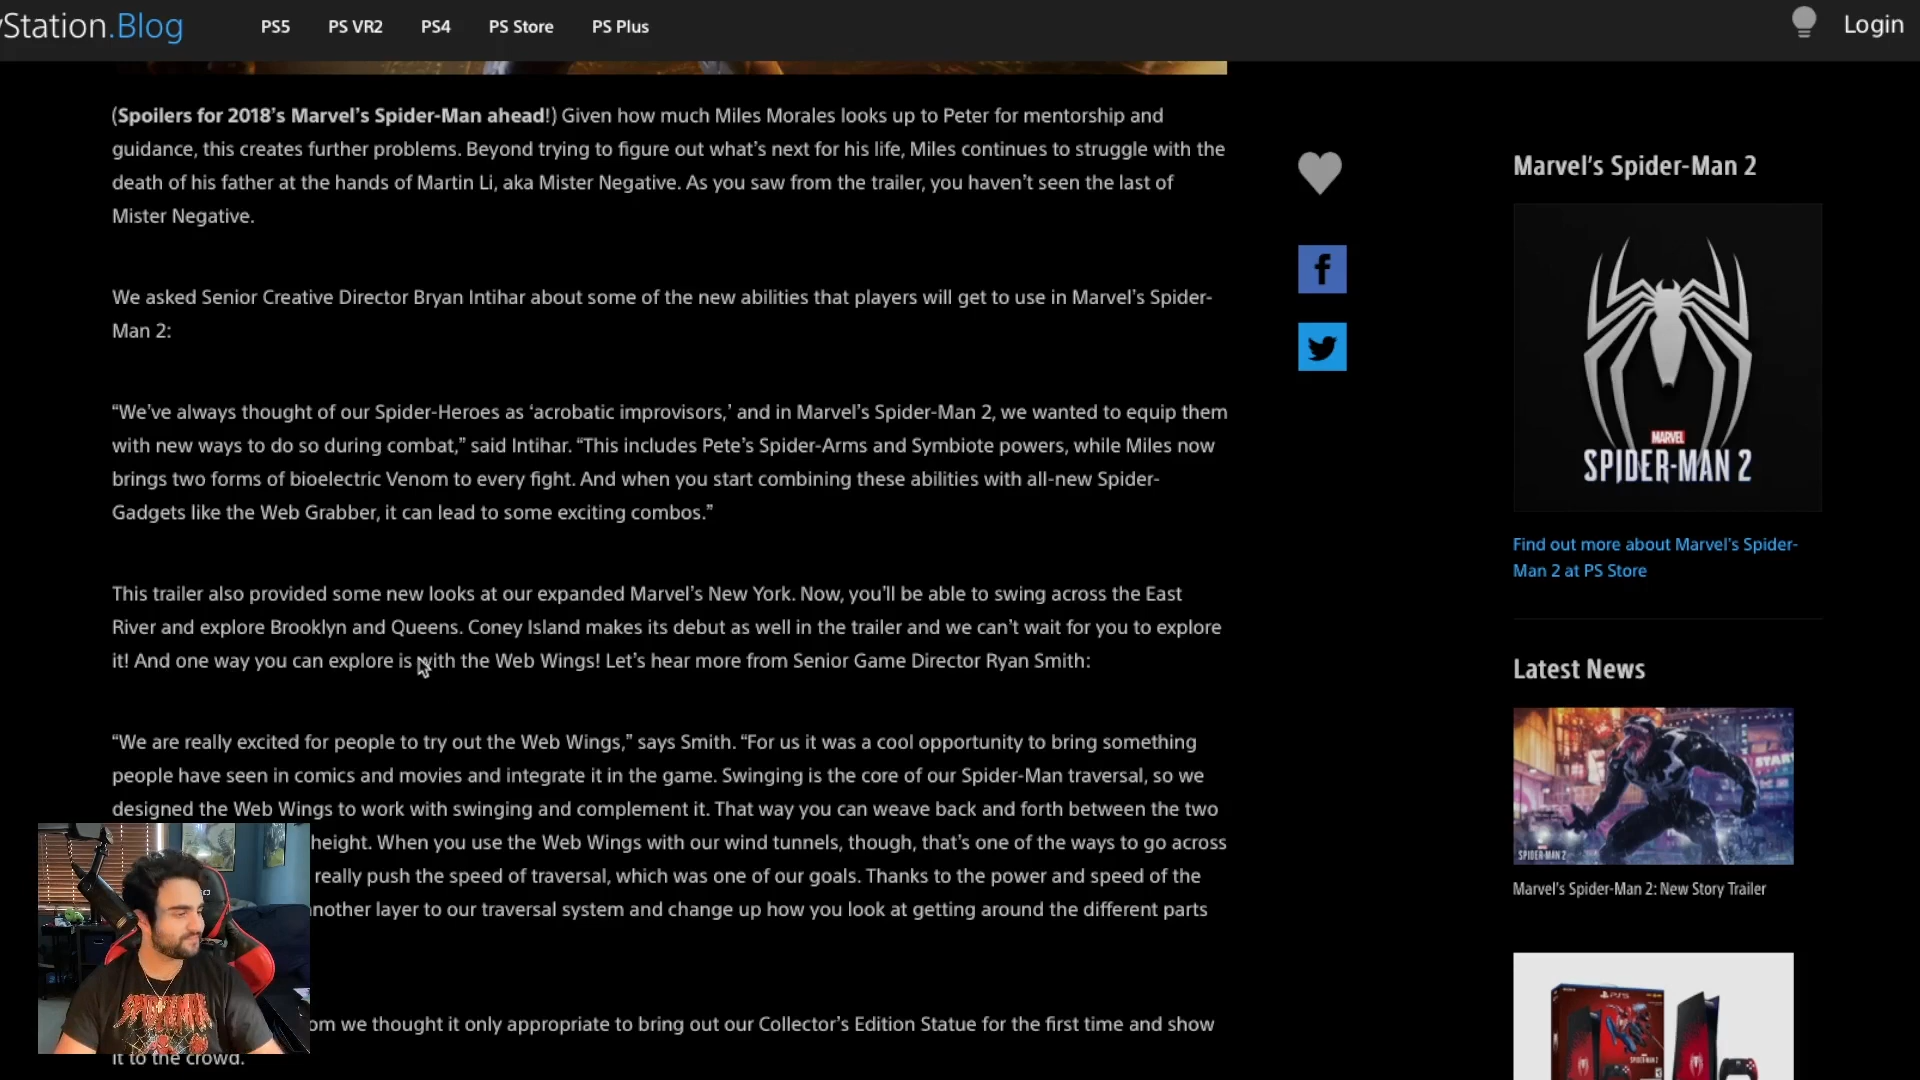 yStation.Blog
PS5
PS VR2
PS4
PS Store
PS Plus
Login
(Spoilers for 2018’s Marvel’s Spider-Man ahead!) Given how much Miles Morales looks up to Peter for mentorship and
guidance, this creates further problems. Beyond trying to figure out what’s next for his life, Miles continues to struggle with the
death of his father at the hands of Martin Li, aka Mister Negative. As you saw from the trailer, you haven’t seen the last of
Mister Negative.
We asked Senior Creative Director Bryan Intihar about some of the new abilities that players will get to use in Marvel’s Spider-
Man 2:
“We’ve always thought of our Spider-Heroes as ‘acrobatic improvisors,’ and in Marvel’s Spider-Man 2, we wanted to equip them
with new ways to do so during combat,” said Intihar. “This includes Pete’s Spider-Arms and Symbiote powers, while Miles now
brings two forms of bioelectric Venom to every fight. And when you start combining these abilities with all-new Spider-
Gadgets like the Web Grabber, it can lead to some exciting combos.”
This trailer also provided some new looks at our expanded Marvel’s New York. Now, you’ll be able to swing across the East
River and explore Brooklyn and Queens. Coney Island makes its debut as well in the trailer and we can’t wait for you to explore
it! And one way you can explore is with the Web Wings! Let’s hear more from Senior Game Director Ryan Smith:
“We are really excited for people to try out the Web Wings,” says Smith. “For us it was a cool opportunity to bring something
people have seen in comics and movies and integrate it in the game. Swinging is the core of our Spider-Man traversal, so we
designed the Web Wings to work with swinging and complement it. That way you can weave back and forth between the two
height. When you use the Web Wings with our wind tunnels, though, that’s one of the ways to go across
really push the speed of traversal, which was one of our goals. Thanks to the power and speed of the
another layer to our traversal system and change up how you look at getting around the different parts
om we thought it only appropriate to bring out our Collector’s Edition Statue for the first time and show
it to the crowd.
Marvel’s Spider-Man 2
MARVEL
SPIDER-MAN 2
Find out more about Marvel’s Spider-
Man 2 at PS Store
Latest News
START
SPIDER-MAN 2
Marvel’s Spider-Man 2: New Story Trailer
PS5
SPIDER-MAN 2